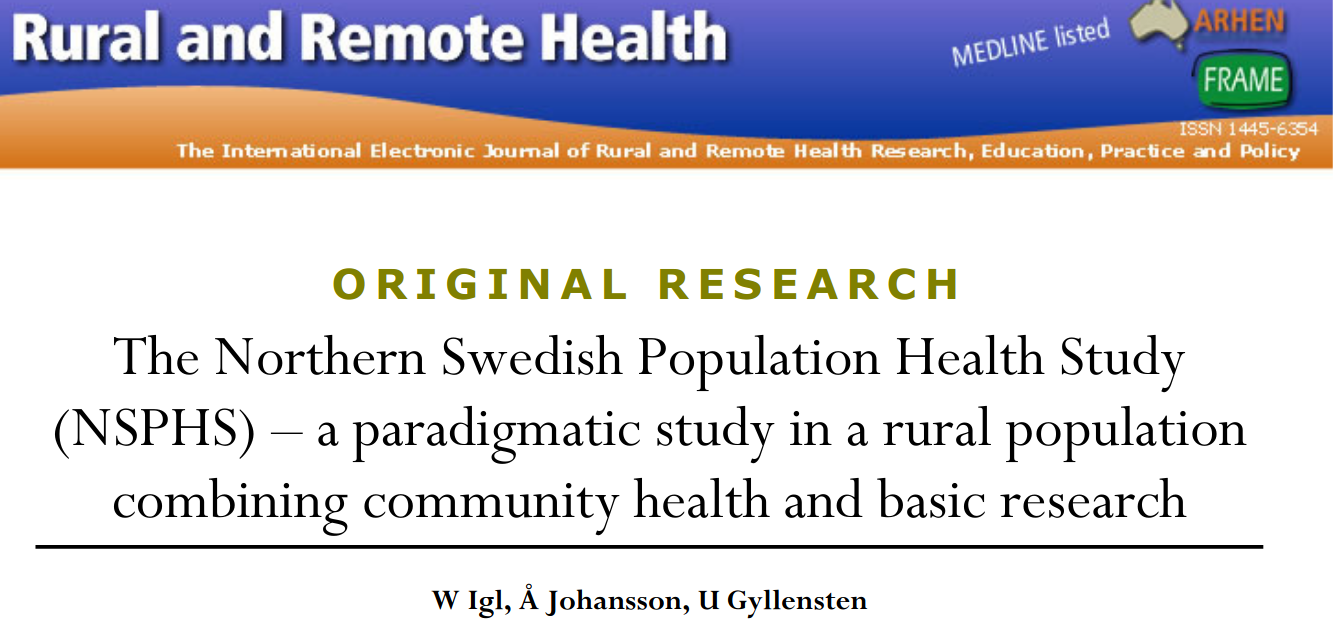 Rural and Remote Health
MEDLINE listed
ARHEN
FRAME
ISSN 1445-6354
The International Electronic Journal of Rural and Remote Health Research, Education, Practice and Policy
ORIGINAL RESEARCH
The Northern Swedish Population Health Study
(NSPHS) – a paradigmatic study in a rural population
combining community health and basic research
W Igl, Å Johansson, U Gyllensten